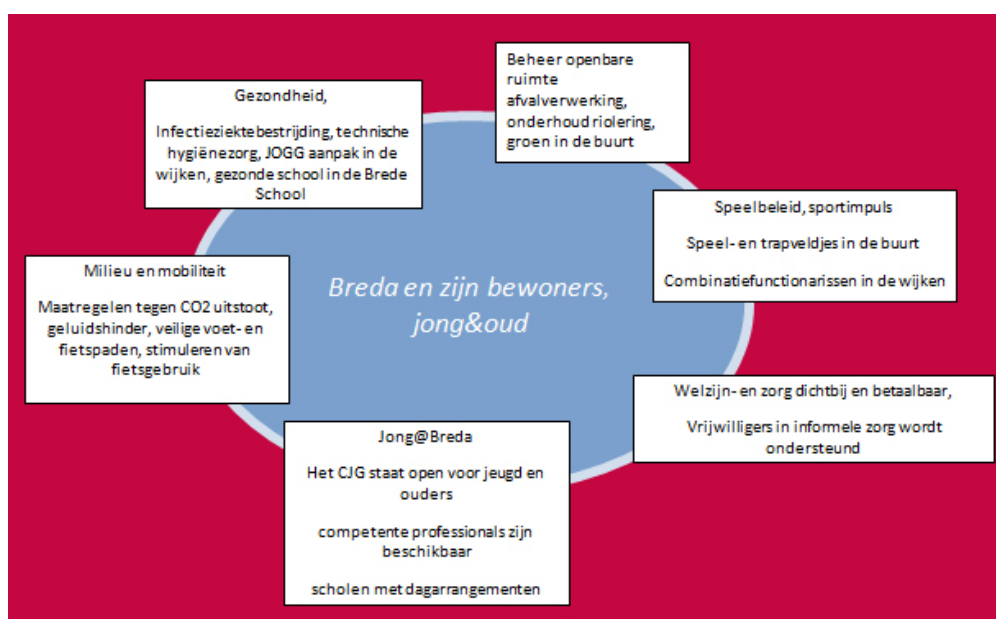 Beheer openbare
ruimte
afvalverwerking,
onderhoud riolering,
groen in de buurt
Gezondheid,
Infectieziektebestrijding, technische
hygiënezorg, JOGG aanpak in de
wijken, gezonde school in de Brede
School
Speelbeleid, sportimpuls
Speel- en trapveldjes in de buurt
Combinatiefunctionarissen in de wijken
Milieu en mobiliteit
Maatregelen tegen CO2 uitstoot,
geluidshinder, veilige voet- en
fietspaden, stimuleren van
fietsgebruik
Breda en zijn bewoners,
jong&oud
Welzijn- en zorg dichtbij en betaalbaar,
Vrijwilligers in informele zorg wordt
ondersteund
Jong@Breda
Het CJG staat open voor jeugd en
ouders
competente professionals zijn
beschikbaar
scholen met dagarrangementen